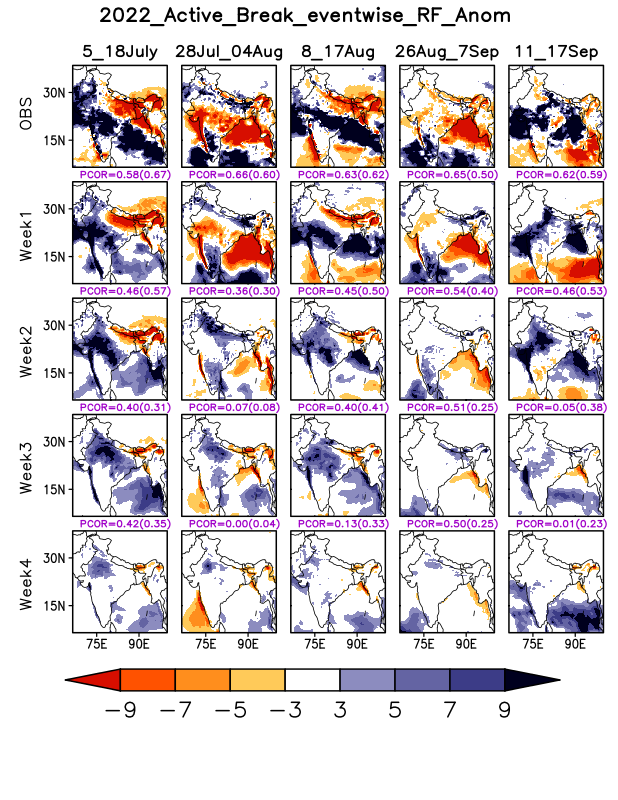 2022_Active_Break_eventwise_RF_Anom
5_18July 28Jul_04Aug 8_17Aug 26Aug_7Sep 11_17Sep
OBS
30N
15N
PCOR=0.58(0.67) PCOR=0.66(0.60) PCOR=0.63(0.62) PCOR=0.65(0.50) PCOR=0.62(0.59)
Week1
30N
15N
PCOR=0.46(0.57) PCOR=0.36(0.30) PCOR=0.45(0.50) PCOR=0.54(0.40) PCOR=0.46(0.53)
Week2
30N
15N
PCOR=0.40(0.31) PCOR=0.07(0.08) PCOR=0.40(0.41) PCOR=0.51(0.25) PCOR=0.05(0.38)
Week3
30N
15N
PCOR=0.42(0.35) PCOR=0.00(0.04) PCOR=0.13(0.33) PCOR=0.50(0.25) PCOR=0.01(0.23)
Week4
30N
15N
75E 90E 75E 90E 75E 90E 75E 90E 75E 90E
-9 -7 -5 -3 3 5 7 9